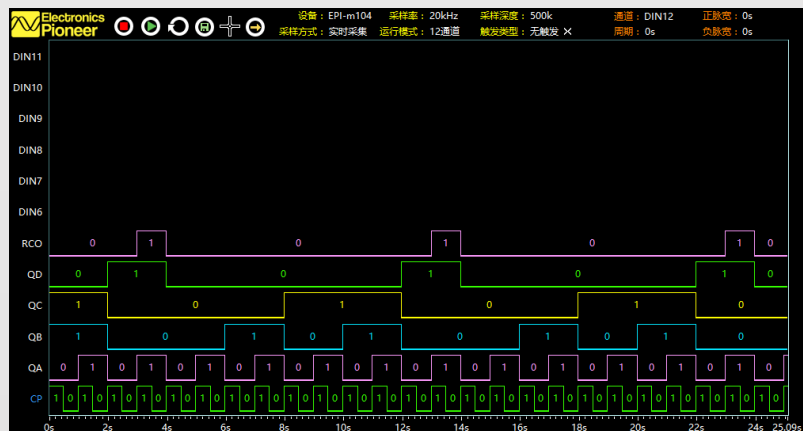 Electronics Pioneer 设备： EPI-m104 采样率： 20kHz 采样深度： 500k 通道： DIN12 正脉宽： 0s
采样方式： 实时采集 运行模式： 12通道 触发类型： 无触发 ✕ 周期： 0s 负脉宽： 0s
DIN11
DIN10
DIN9
DIN8
DIN7
DIN6
RCO 0 1 0 1 0 1 0
QD 0 1 0 1 0 1 0
QC 1 0 1 0 1 0
QB 1 0 1 0 1 0 1 0 1 0
QA 0 1 0 1 0 1 0 1 0 1 0 1 0 1 0 1 0 1 0 1 0 1 0 1 0
CP 1 0 1 0 1 0 1 0 1 0 1 0 1 0 1 0 1 0 1 0 1 0 1 0 1 0 1 0 1 0 1 0 1 0 1 0 1 0 1 0 1 0 1 0 1 0 1 0 1 0
0s 2s 4s 6s 8s 10s 12s 14s 16s 18s 20s 22s 24s 25.09s